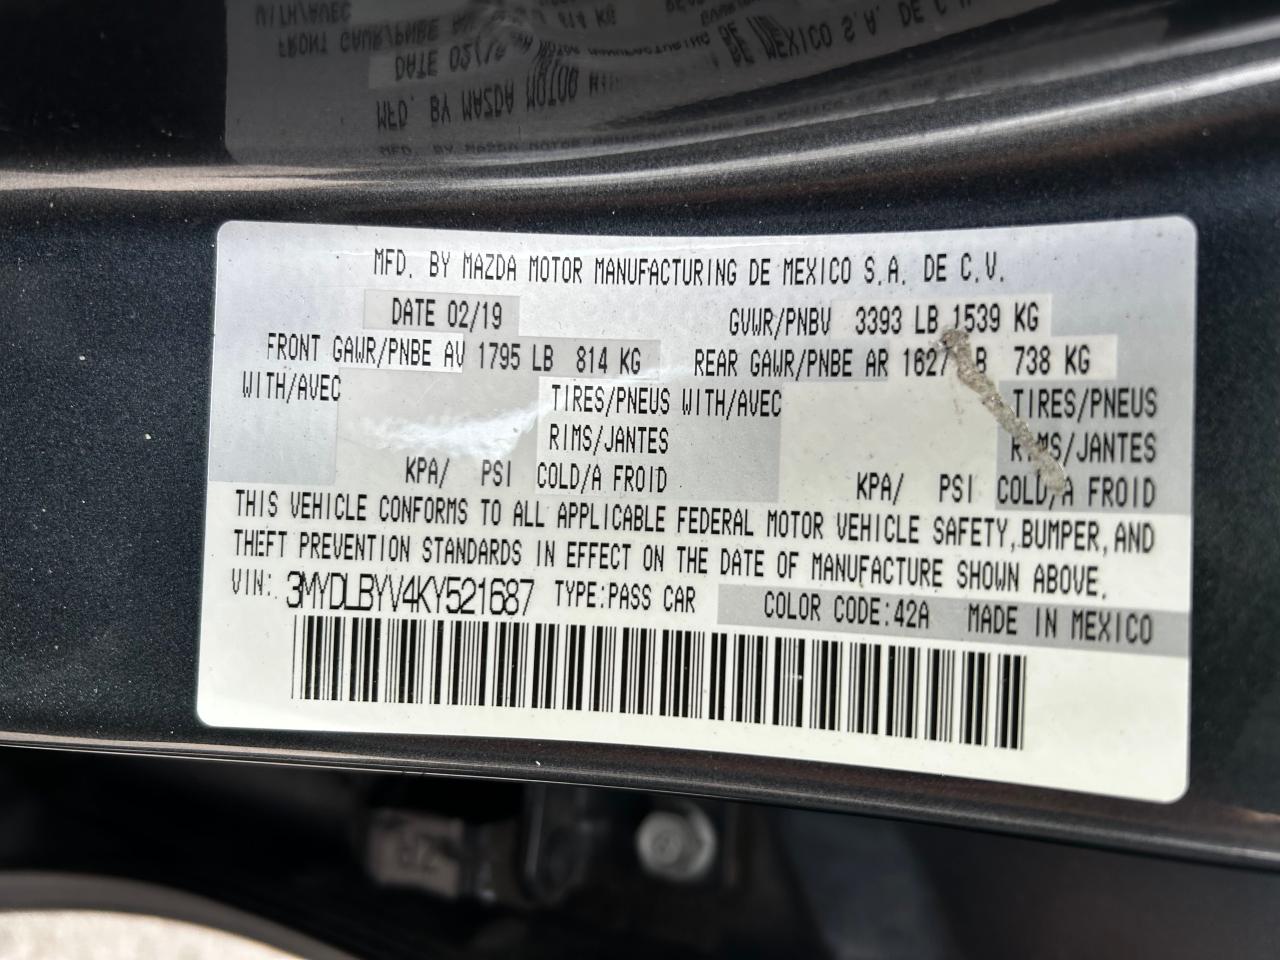 MFD. BY MAZDA MOTOR MANUFACTURING DE MEXICO S.A. DE C.V.
DATE 02/19 GVWR/PNBV 3393 LB 1539 KG
FRONT GAWR/PNBE AV 1795 LB 814 KG REAR GAWR/PNBE AR 1627 LB 738 KG
WITH/AVEC TIRES/PNEUS WITH/AVEC TIRES/PNEUS
RIMS/JANTES RIMS/JANTES
KPA/ PSI COLD/A FROID KPA/ PSI COLD/A FROID
THIS VEHICLE CONFORMS TO ALL APPLICABLE FEDERAL MOTOR VEHICLE SAFETY, BUMPER, AND
THEFT PREVENTION STANDARDS IN EFFECT ON THE DATE OF MANUFACTURE SHOWN ABOVE.
VIN: 3MYDLBYV4KY521687 TYPE:PASS CAR COLOR CODE:42A MADE IN MEXICO